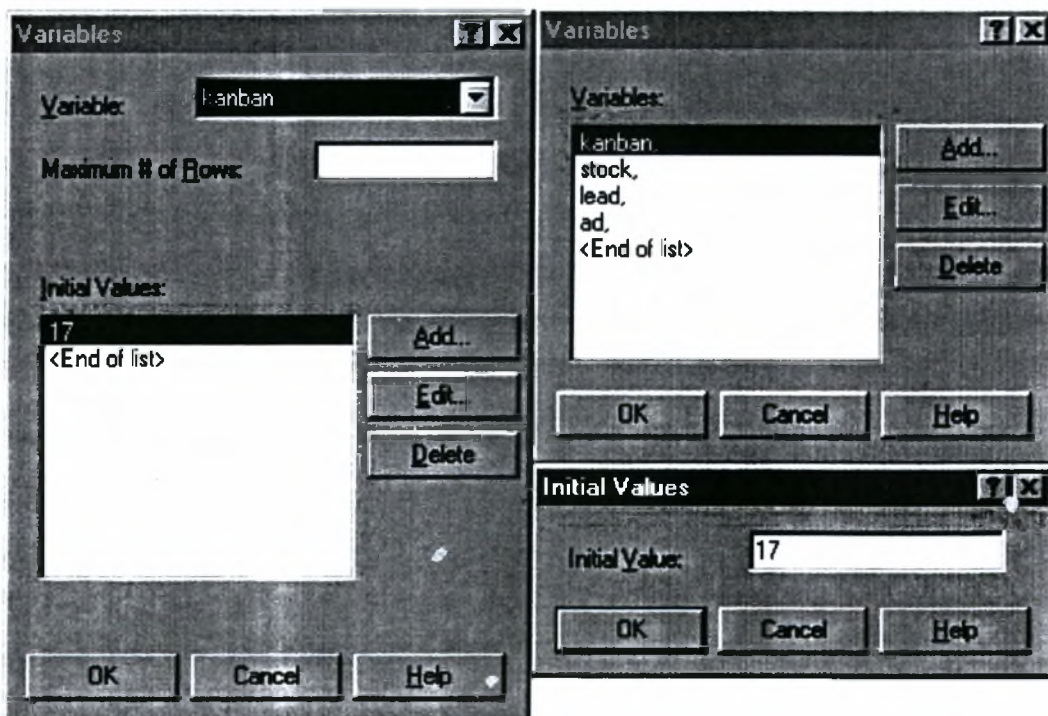 Variables
Variable: kanban
Maximum # of Rows:
Initial Values:
17
<End of list>
Add...
Edit...
Delete
OK Cancel Help
Variables
Variables:
kanban,
stock,
lead,
ad,
<End of list>
Add...
Edit...
Delete
OK Cancel Help
Initial Values
Initial Value: 17
OK Cancel Help